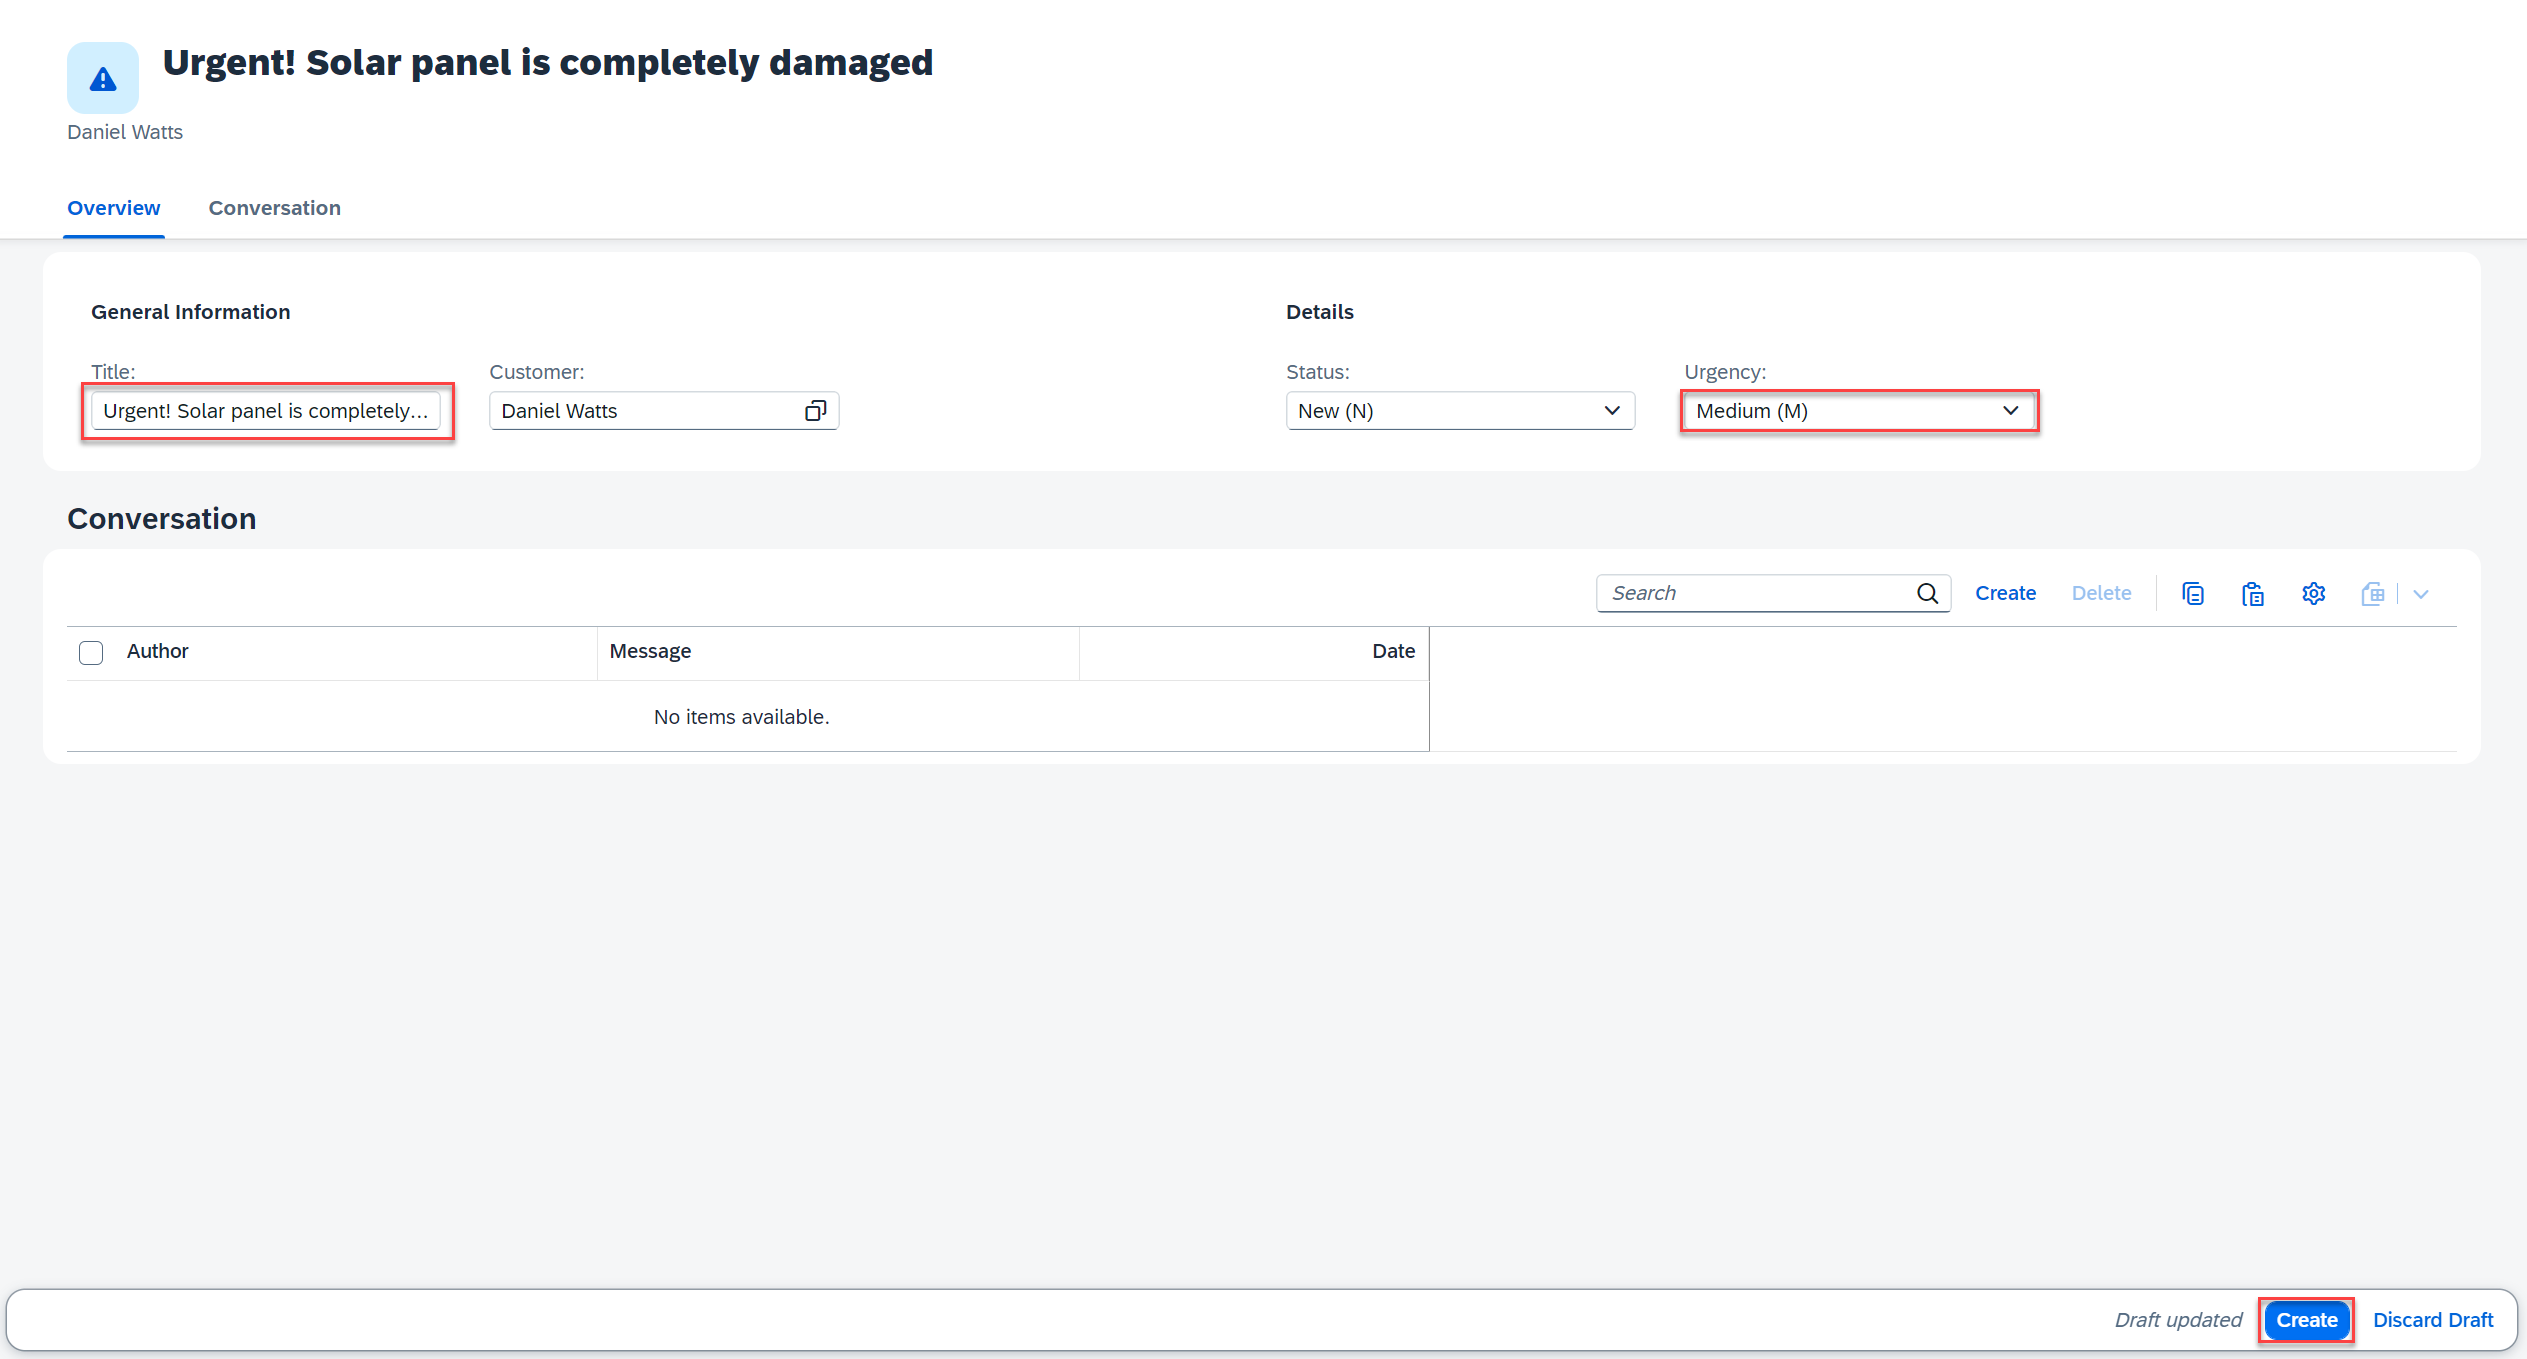 Urgent! Solar panel is completely damaged
Daniel Watts
Overview Conversation
General Information Details
Title: Customer: Status: Urgency:
Urgent! Solar panel is completely... Daniel Watts New (N) Medium (M)
Conversation
Search Create Delete
Author Message Date
No items available.
Draft updated Create Discard Draft